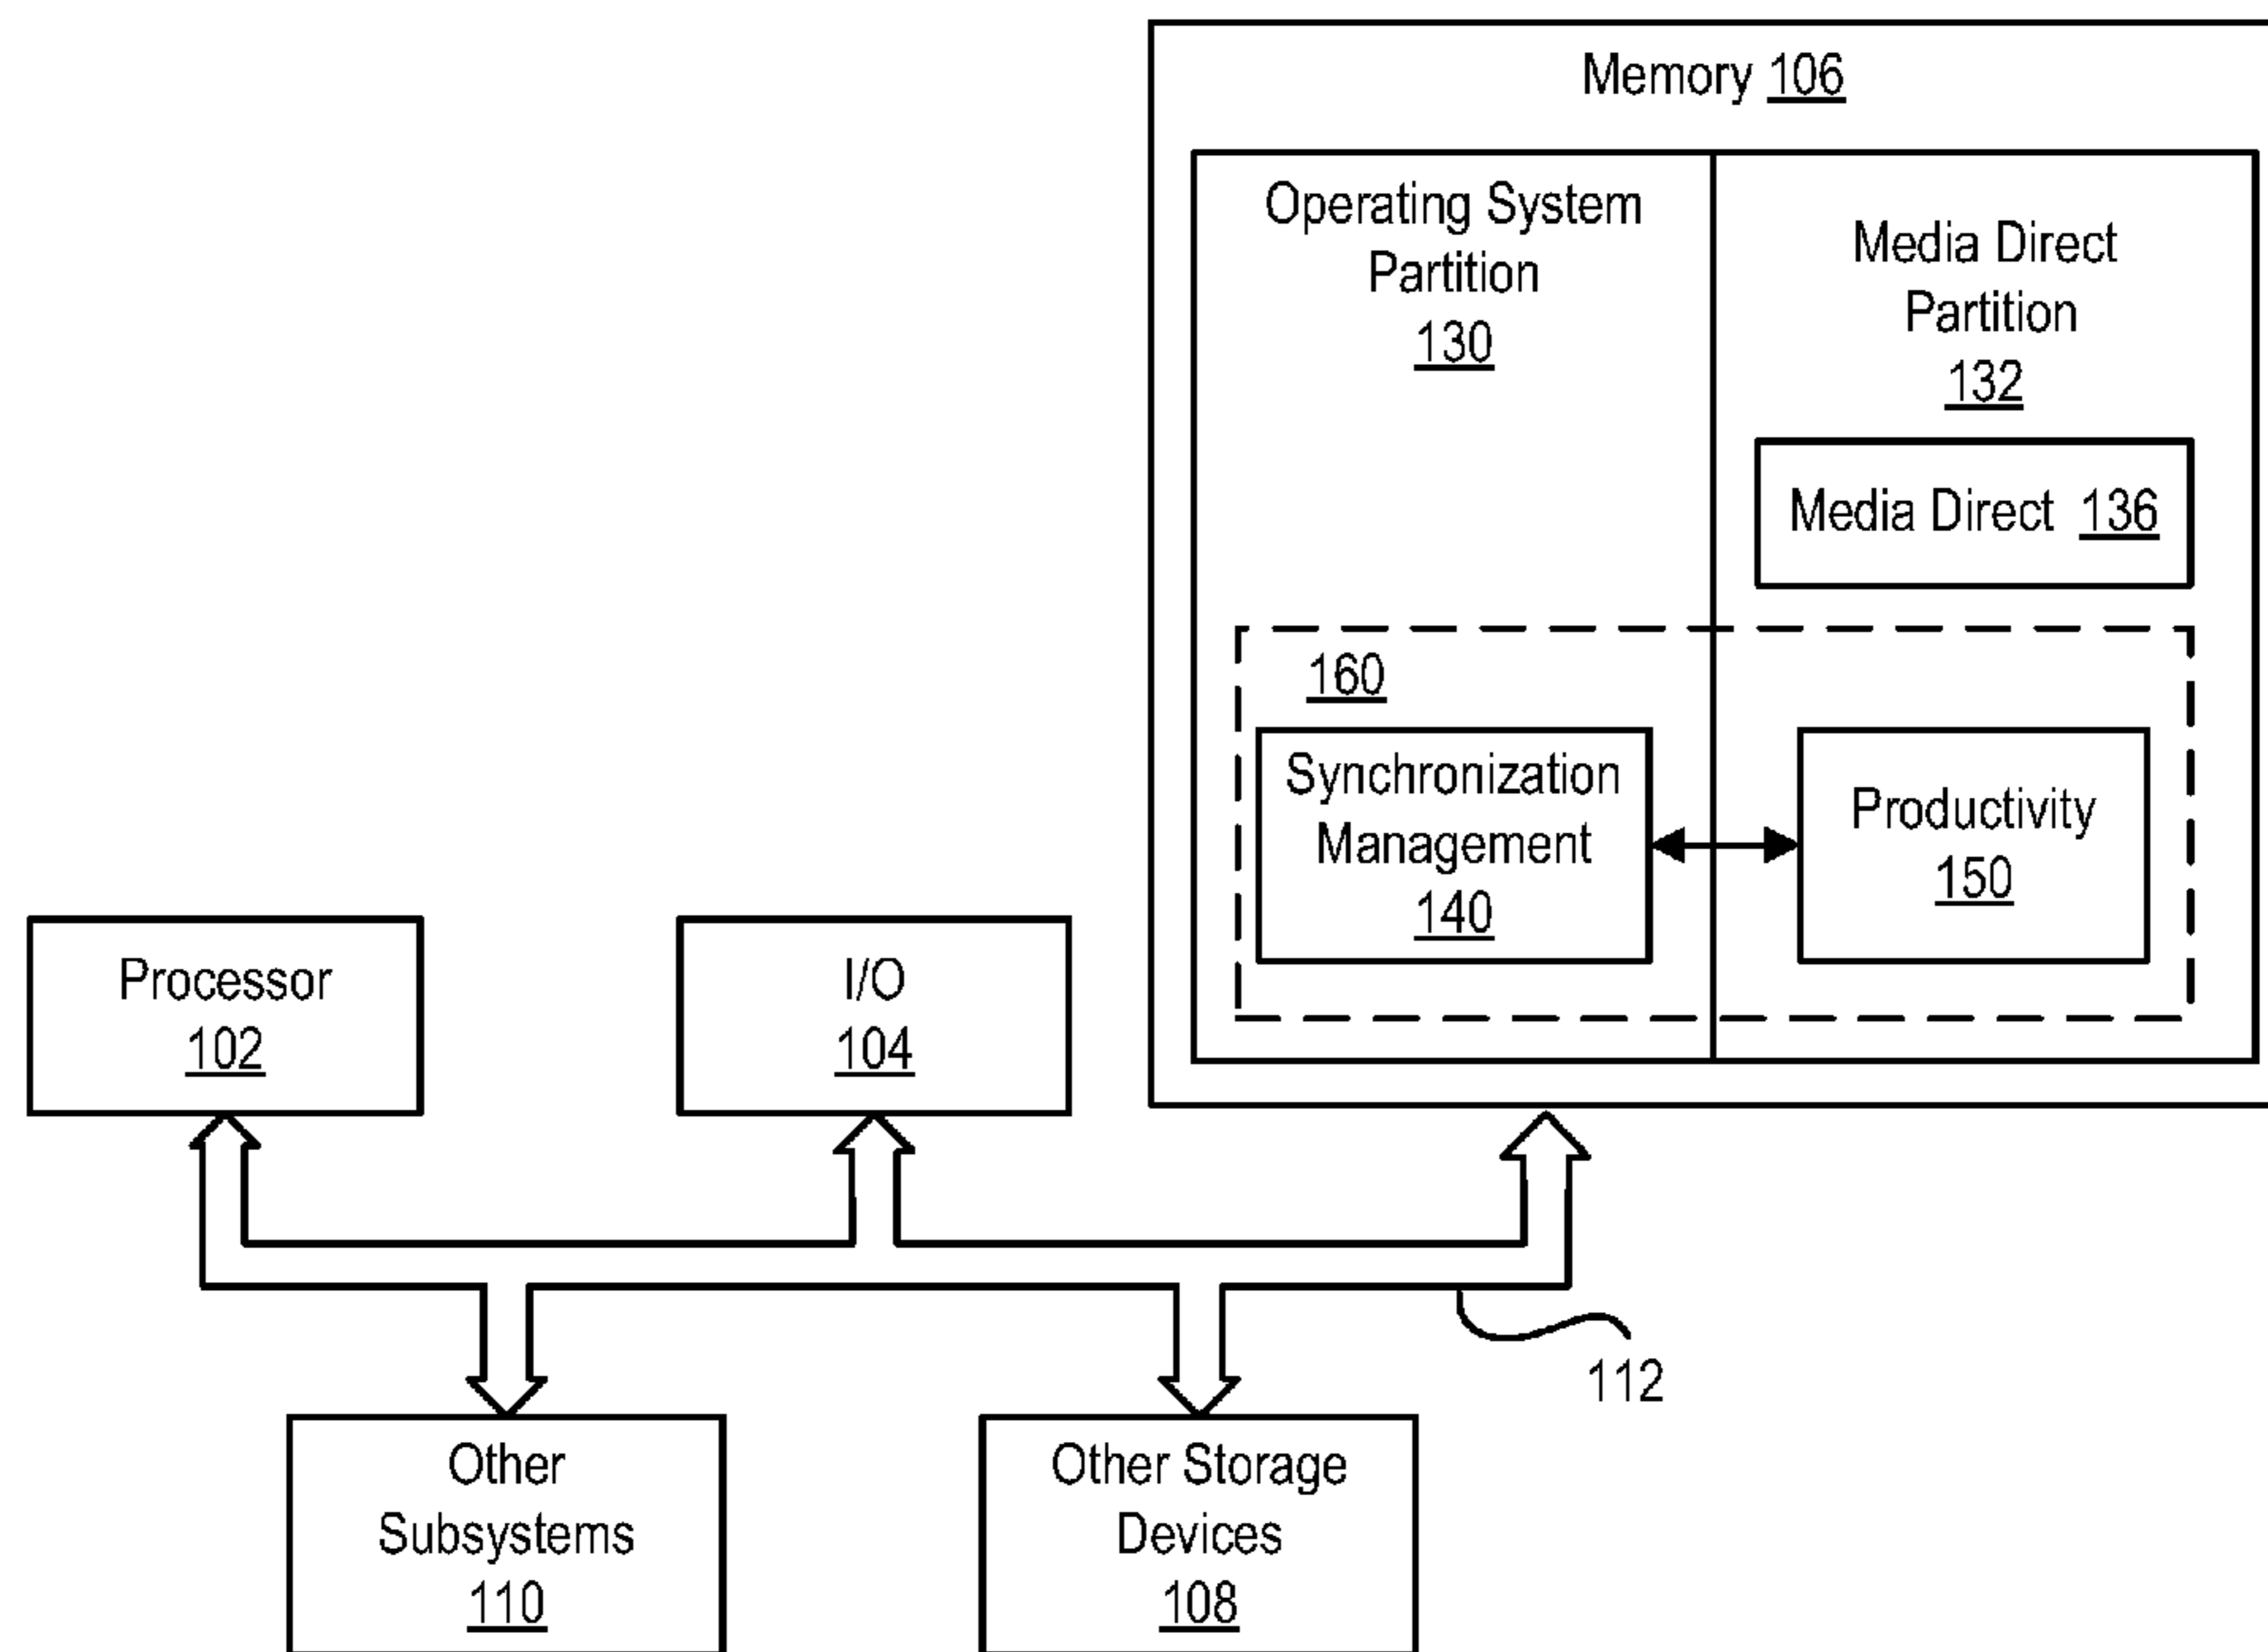 Memory 106
Operating System
Partition
130
Media Direct
Partition
132
Media Direct 136
160
Synchronization
Management
140
Productivity
150
Processor
102
I/O
104
112
Other
Subsystems
110
Other Storage
Devices
108